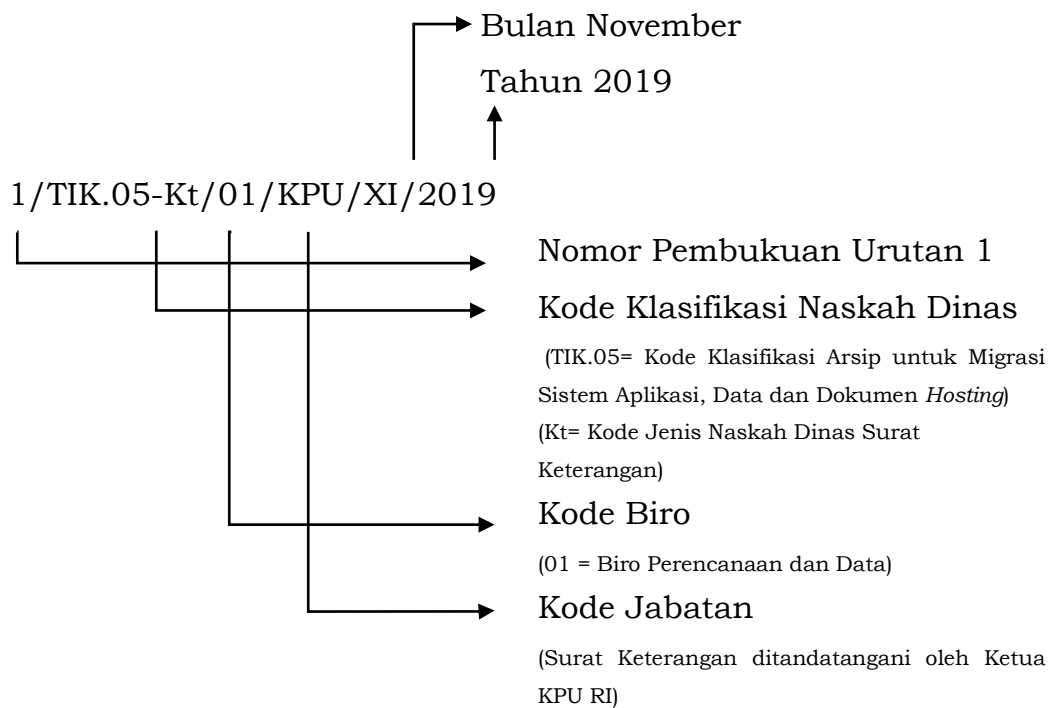 Bulan November
Tahun 2019
1/TIK.05-Kt/01/KPU/XI/2019
Nomor Pembukuan Urutan 1
Kode Klasifikasi Naskah Dinas
(TIK.05= Kode Klasifikasi Arsip untuk Migrasi
Sistem Aplikasi, Data dan Dokumen Hosting)
(Kt= Kode Jenis Naskah Dinas Surat
Keterangan)
Kode Biro
(01 = Biro Perencanaan dan Data)
Kode Jabatan
(Surat Keterangan ditandatangani oleh Ketua
KPU RI)